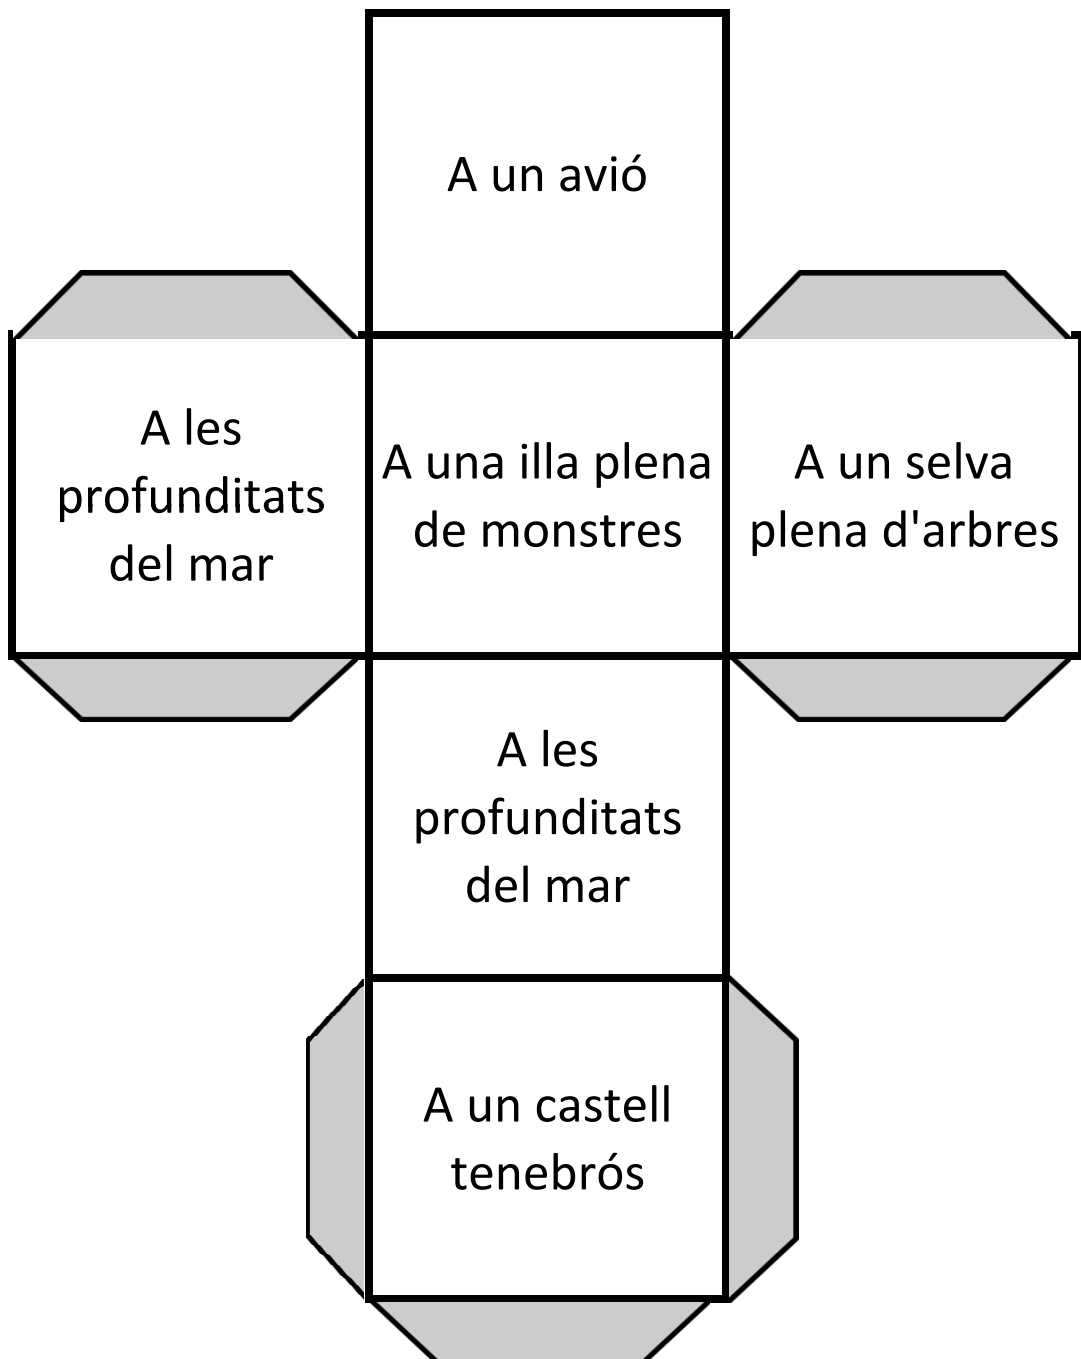 A un avió
A les
profunditats
del mar
A una illa plena
de monstres
A un selva
plena d'arbres
A les
profunditats
del mar
A un castell
tenebrós